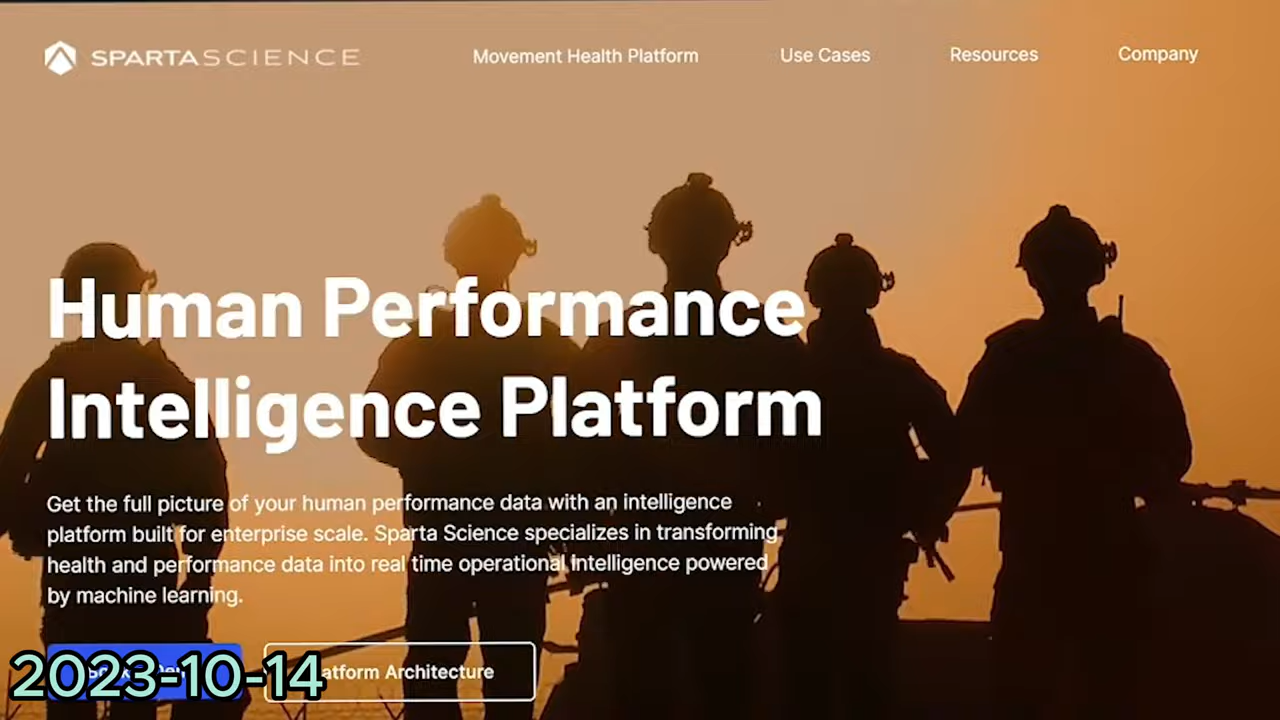 SPARTASCIENCE
Movement Health Platform
Use Cases
Resources
Company
Human Performance
Intelligence Platform
Get the full picture of your human performance data with an intelligence
platform built for enterprise scale. Sparta Science specializes in transforming
health and performance data into real time operational intelligence powered
by machine learning.
Architecture
2023-10-14